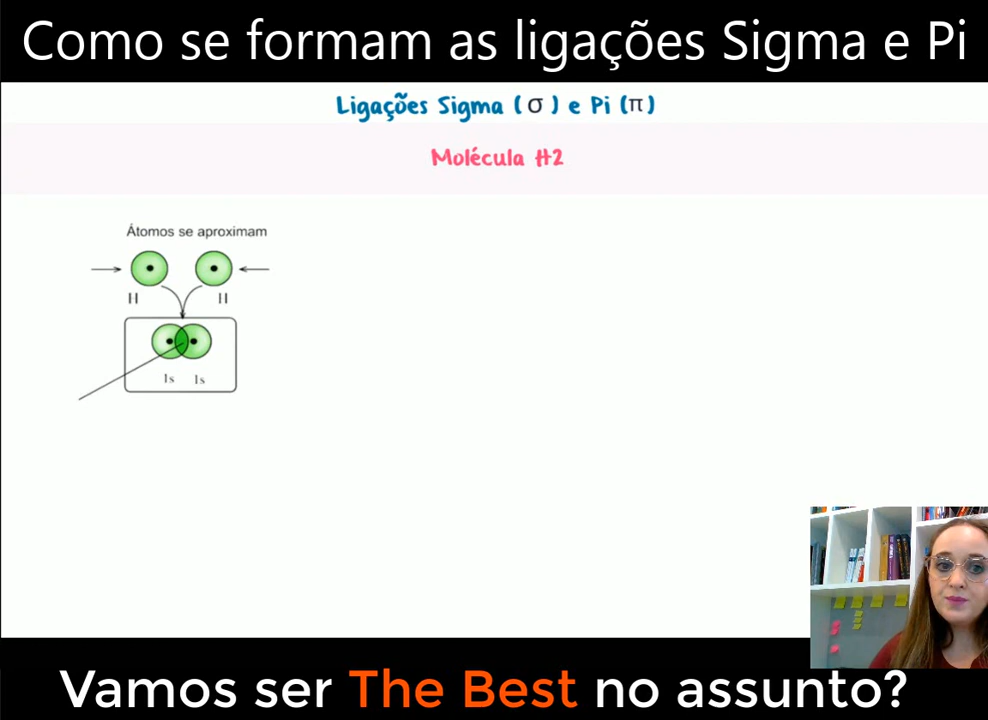 Como se formam as ligações Sigma e Pi
Ligações Sigma (σ) e Pi (π)
Molécula H2
Átomos se aproximam
H H
1s 1s
Vamos ser The Best no assunto?